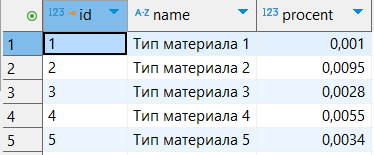 123 id A-Z name 123 procent
1 1 Тип материала 1 0,001
2 2 Тип материала 2 0,0095
3 3 Тип материала 3 0,0028
4 4 Тип материала 4 0,0055
5 5 Тип материала 5 0,0034